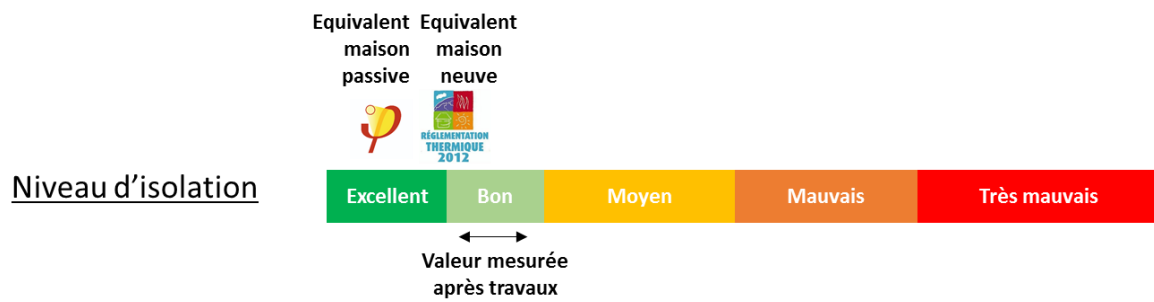 Equivalent Equivalent
maison maison
passive neuve
RÉGLEMENTATION
THERMIQUE
2012
Niveau d’isolation
Excellent Bon Moyen Mauvais Très mauvais
Valeur mesurée
après travaux